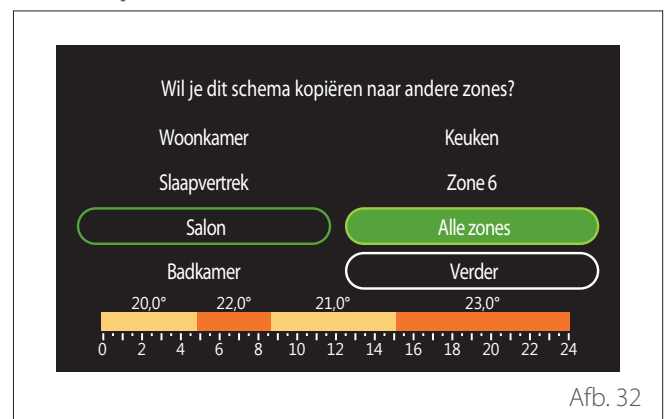 Wil je dit schema kopiëren naar andere zones?
Woonkamer Keuken
Slaapvertrek Zone 6
Salon Alle zones
Badkamer Verder
20,0° 22,0° 21,0° 23,0°
0 2 4 6 8 10 12 14 16 18 20 22 24
Afb. 32